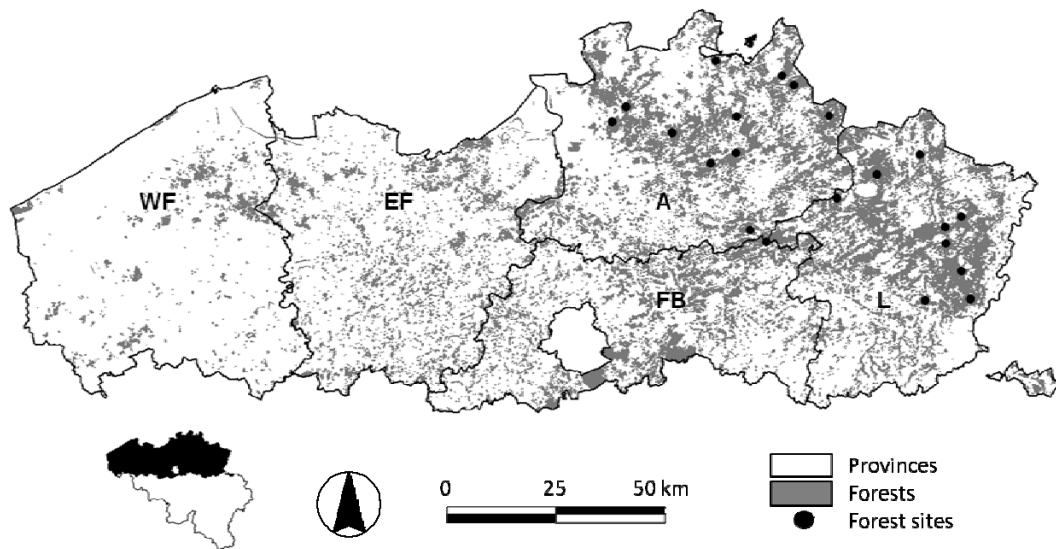 WF
EF
A
FB
L
0 25 50 km
Provinces
Forests
Forest sites